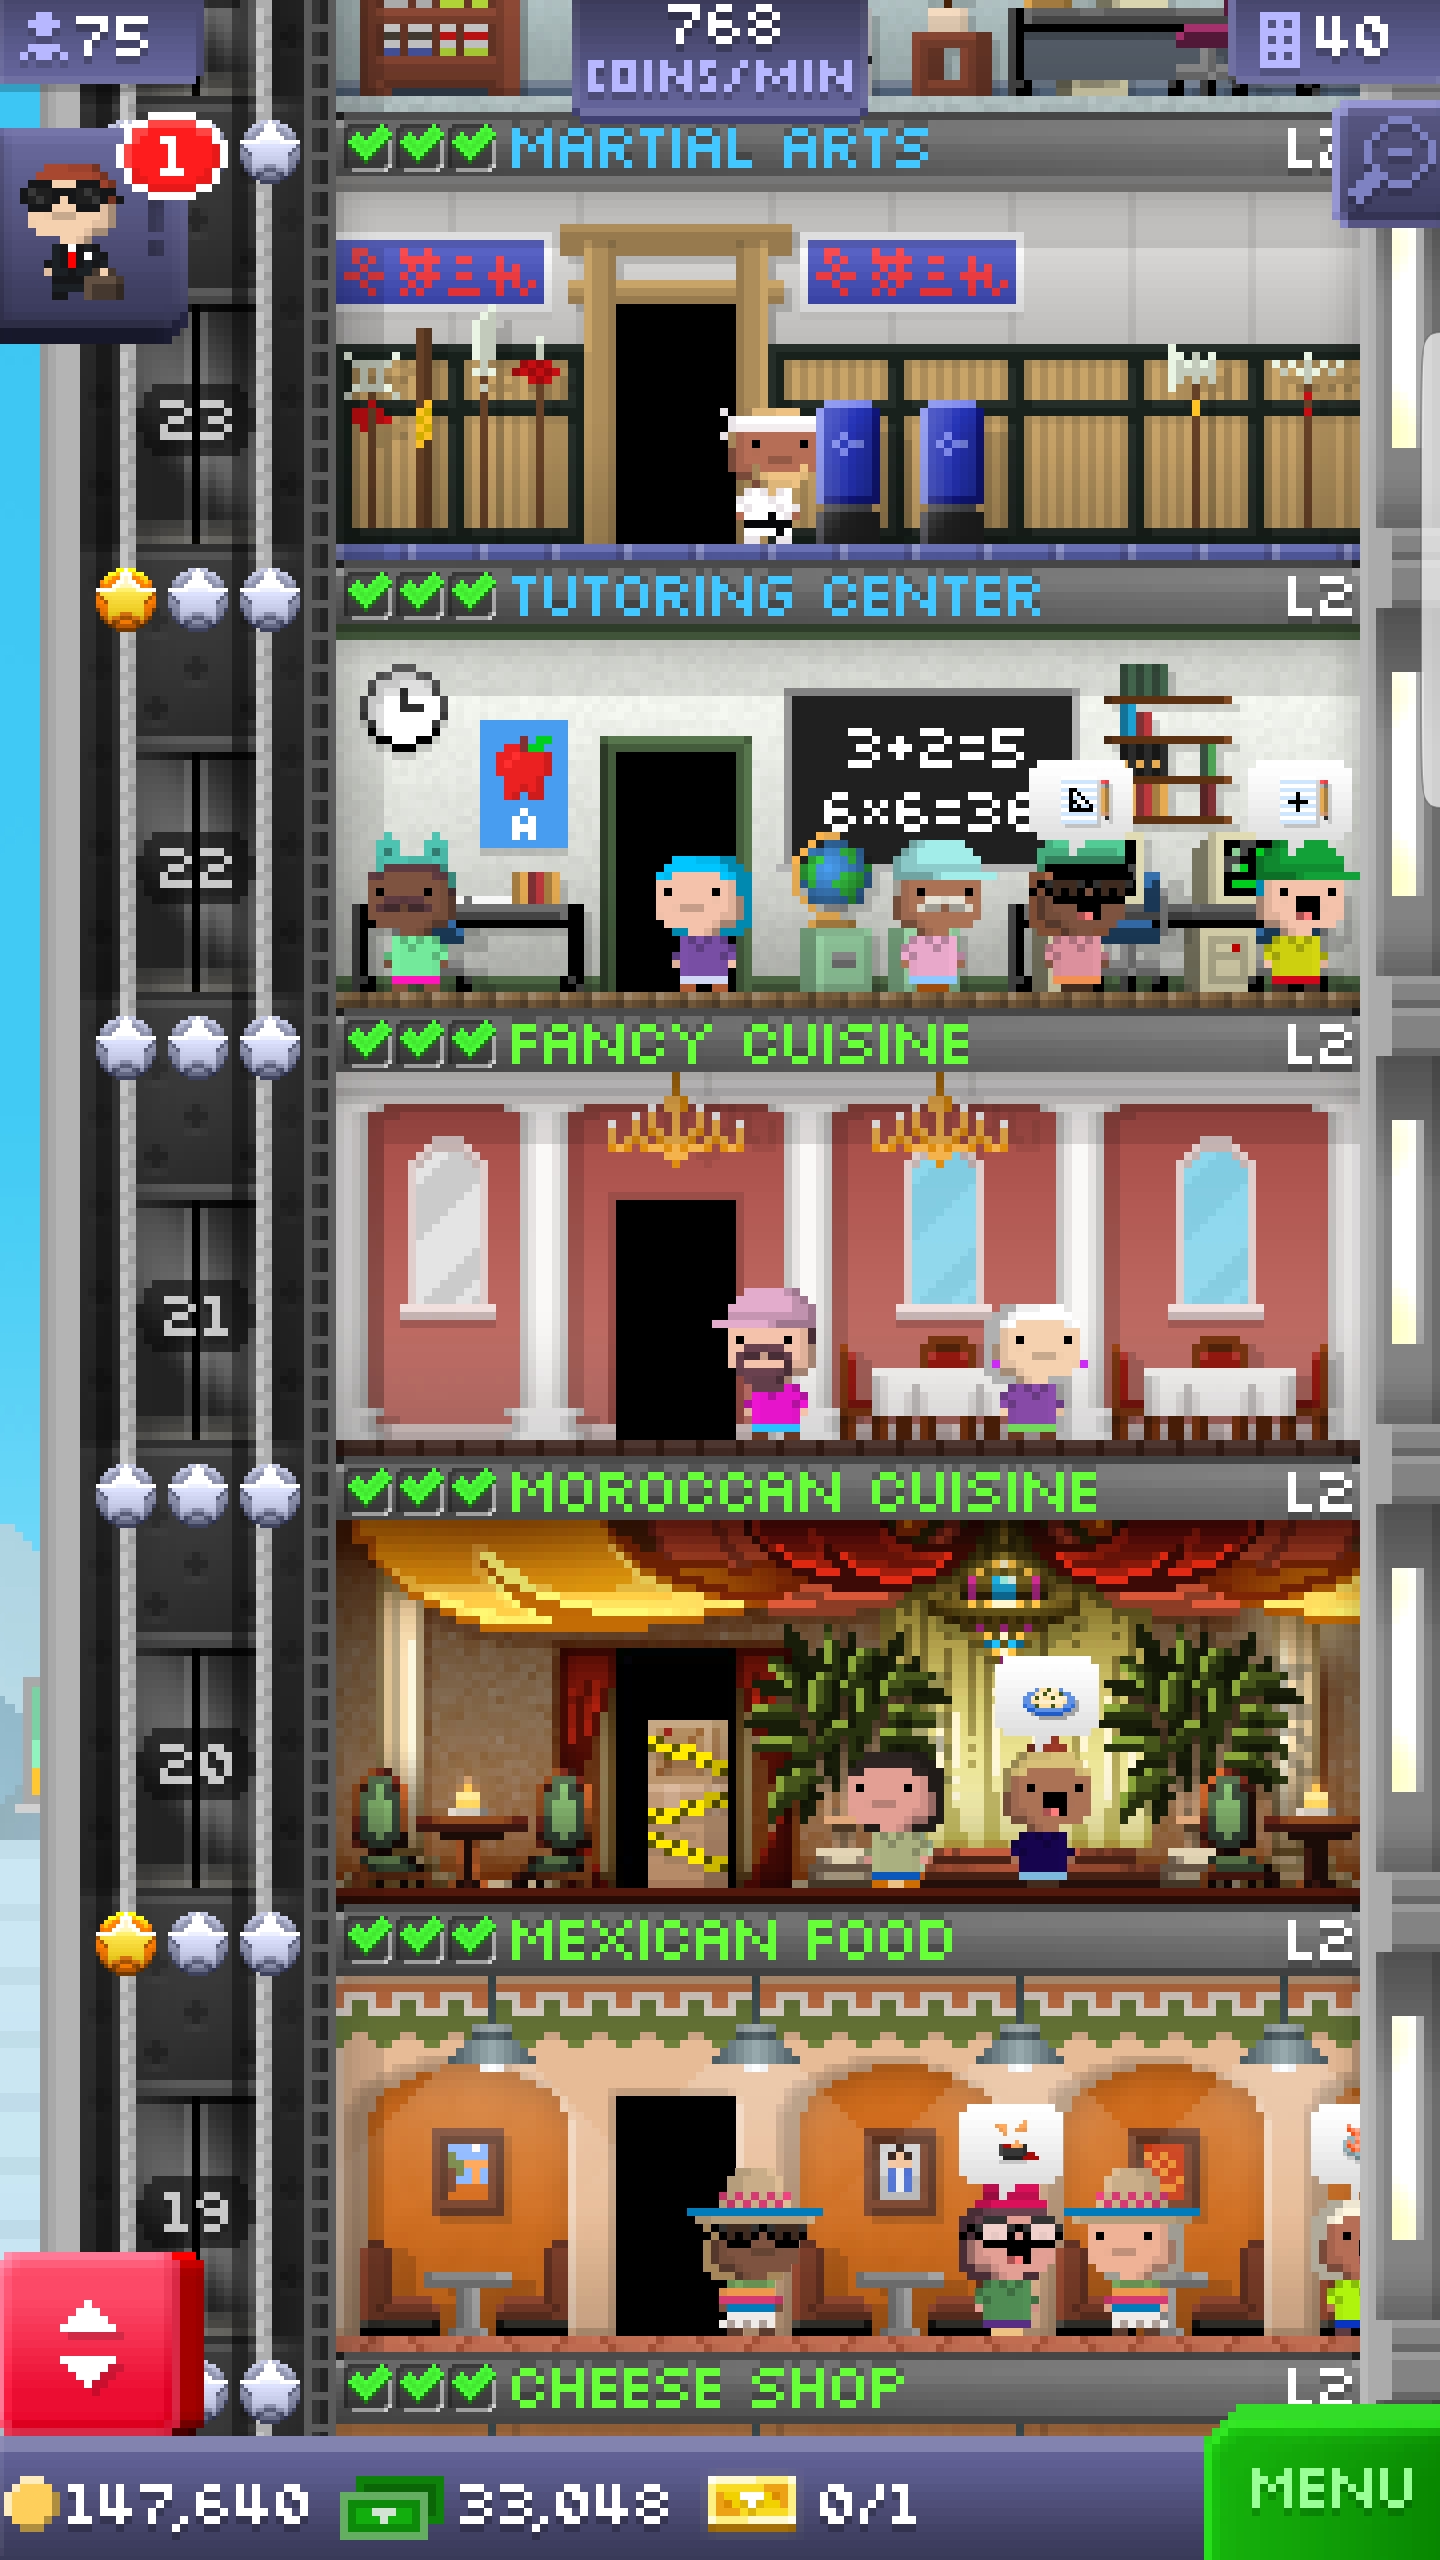 75
768
COINS/MIN
40
1
MARTIAL ARTS
23
TUTORING CENTER L2
A
3+2=5
6×6=36
22
FANCY CUISINE L2
21
MOROCCAN CUISINE L2
20
MEXICAN FOOD L2
19
CHEESE SHOP L2
147,640
33,048
0/1
MENU